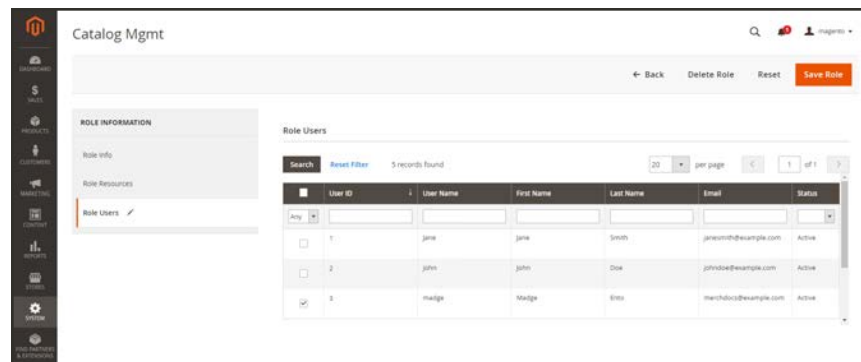 Catalog Mgmt
magento
← Back Delete Role Reset Save Role
DASHBOARD
SALES
PRODUCTS
CUSTOMERS
MARKETING
CONTENT
REPORTS
STORES
SYSTEM
FIND PARTNERS
& EXTENSIONS
ROLE INFORMATION
Role Info
Role Resources
Role Users
Role Users
Search Reset Filter 5 records found 20 per page 1 of 1
User ID ↓ User Name First Name Last Name Email Status
Any
1 Jane Jane Smith janesmith@example.com Active
2 John John Doe johndoe@example.com Active
3 madge Madge Ento merchdocs@example.com Active